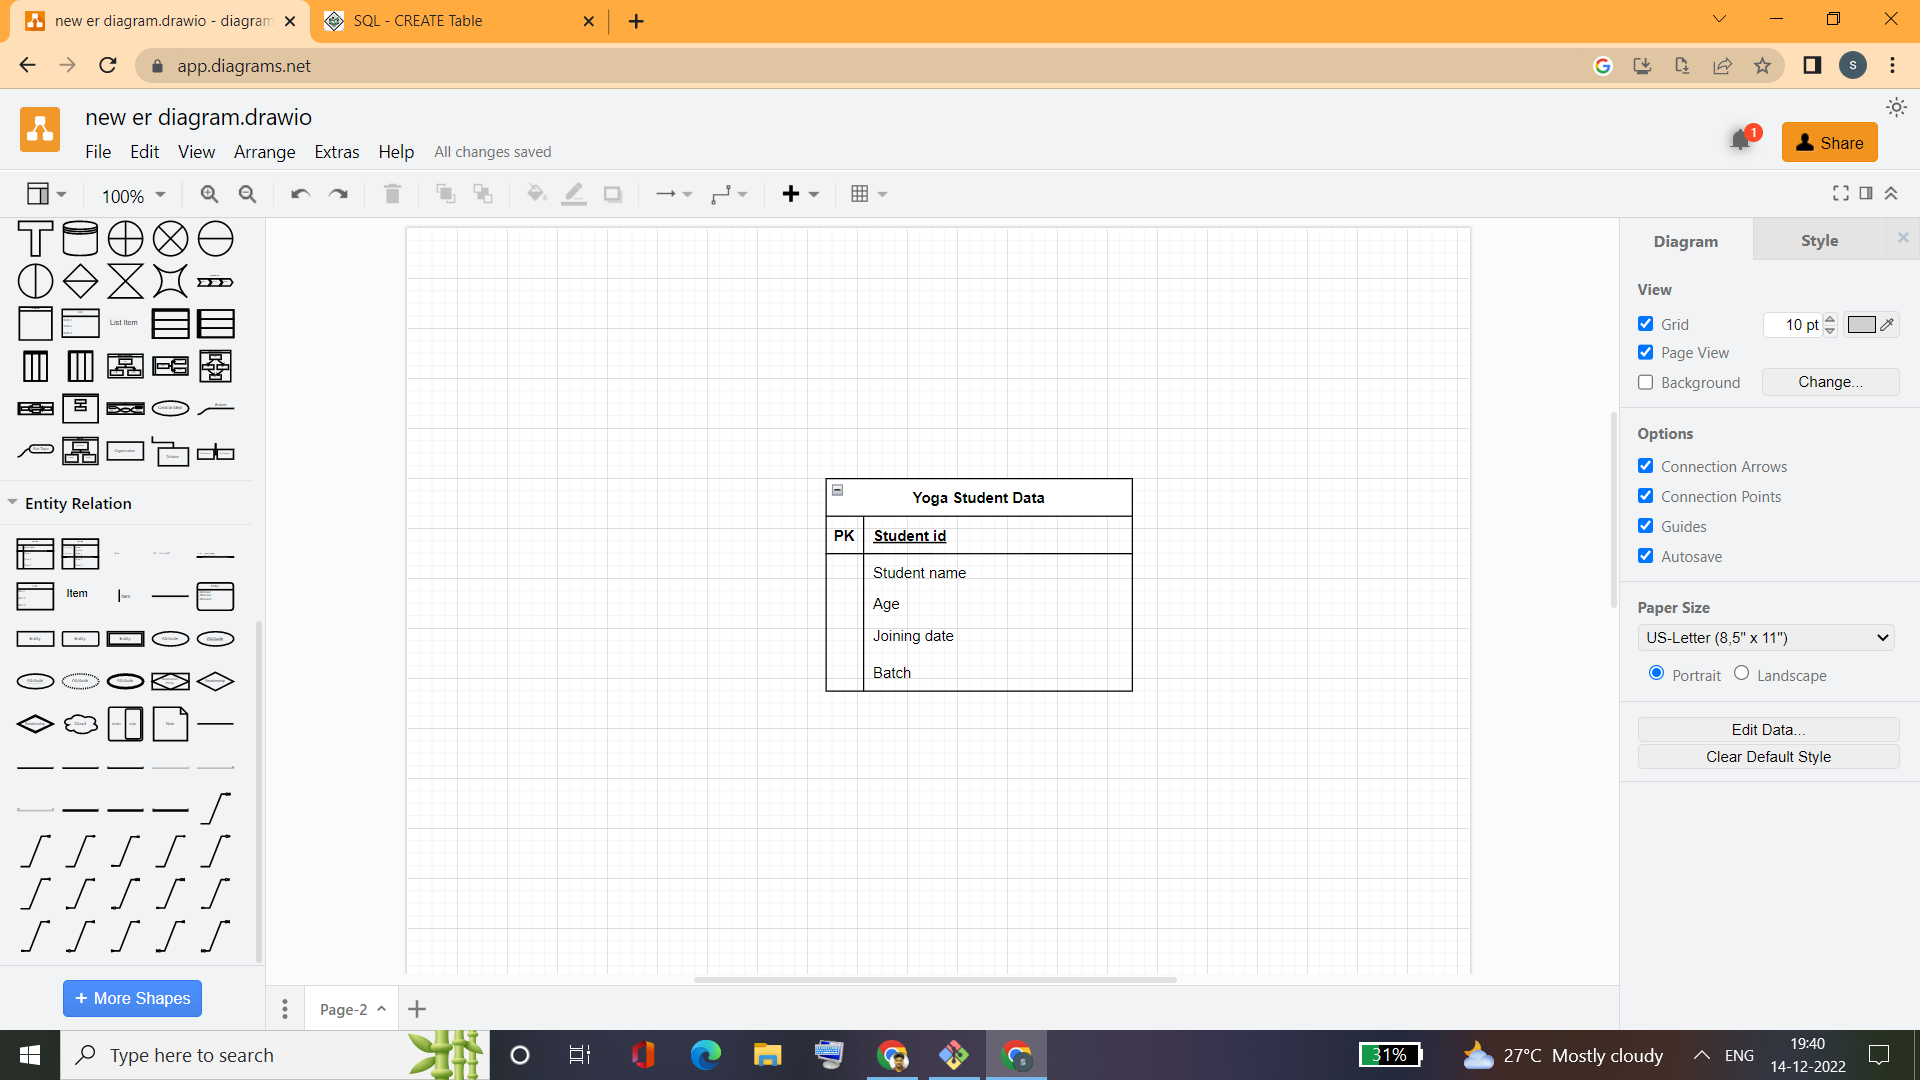 new er diagram.drawio - diagram
SQL - CREATE Table
app.diagrams.net
S
new er diagram.drawio
File Edit View Arrange Extras Help All changes saved
1
Share
100%
Diagram Style
View
Grid 10 pt
Page View
Background Change...
Options
Connection Arrows
Connection Points
Guides
Autosave
Paper Size
US-Letter (8,5" x 11")
Portrait Landscape
Edit Data...
Clear Default Style
List Item
Entity Relation
Item
+ More Shapes
Yoga Student Data
PK Student id
Student name
Age
Joining date
Batch
Page-2
Type here to search
31%
27°C Mostly cloudy
ENG
19:40
14-12-2022